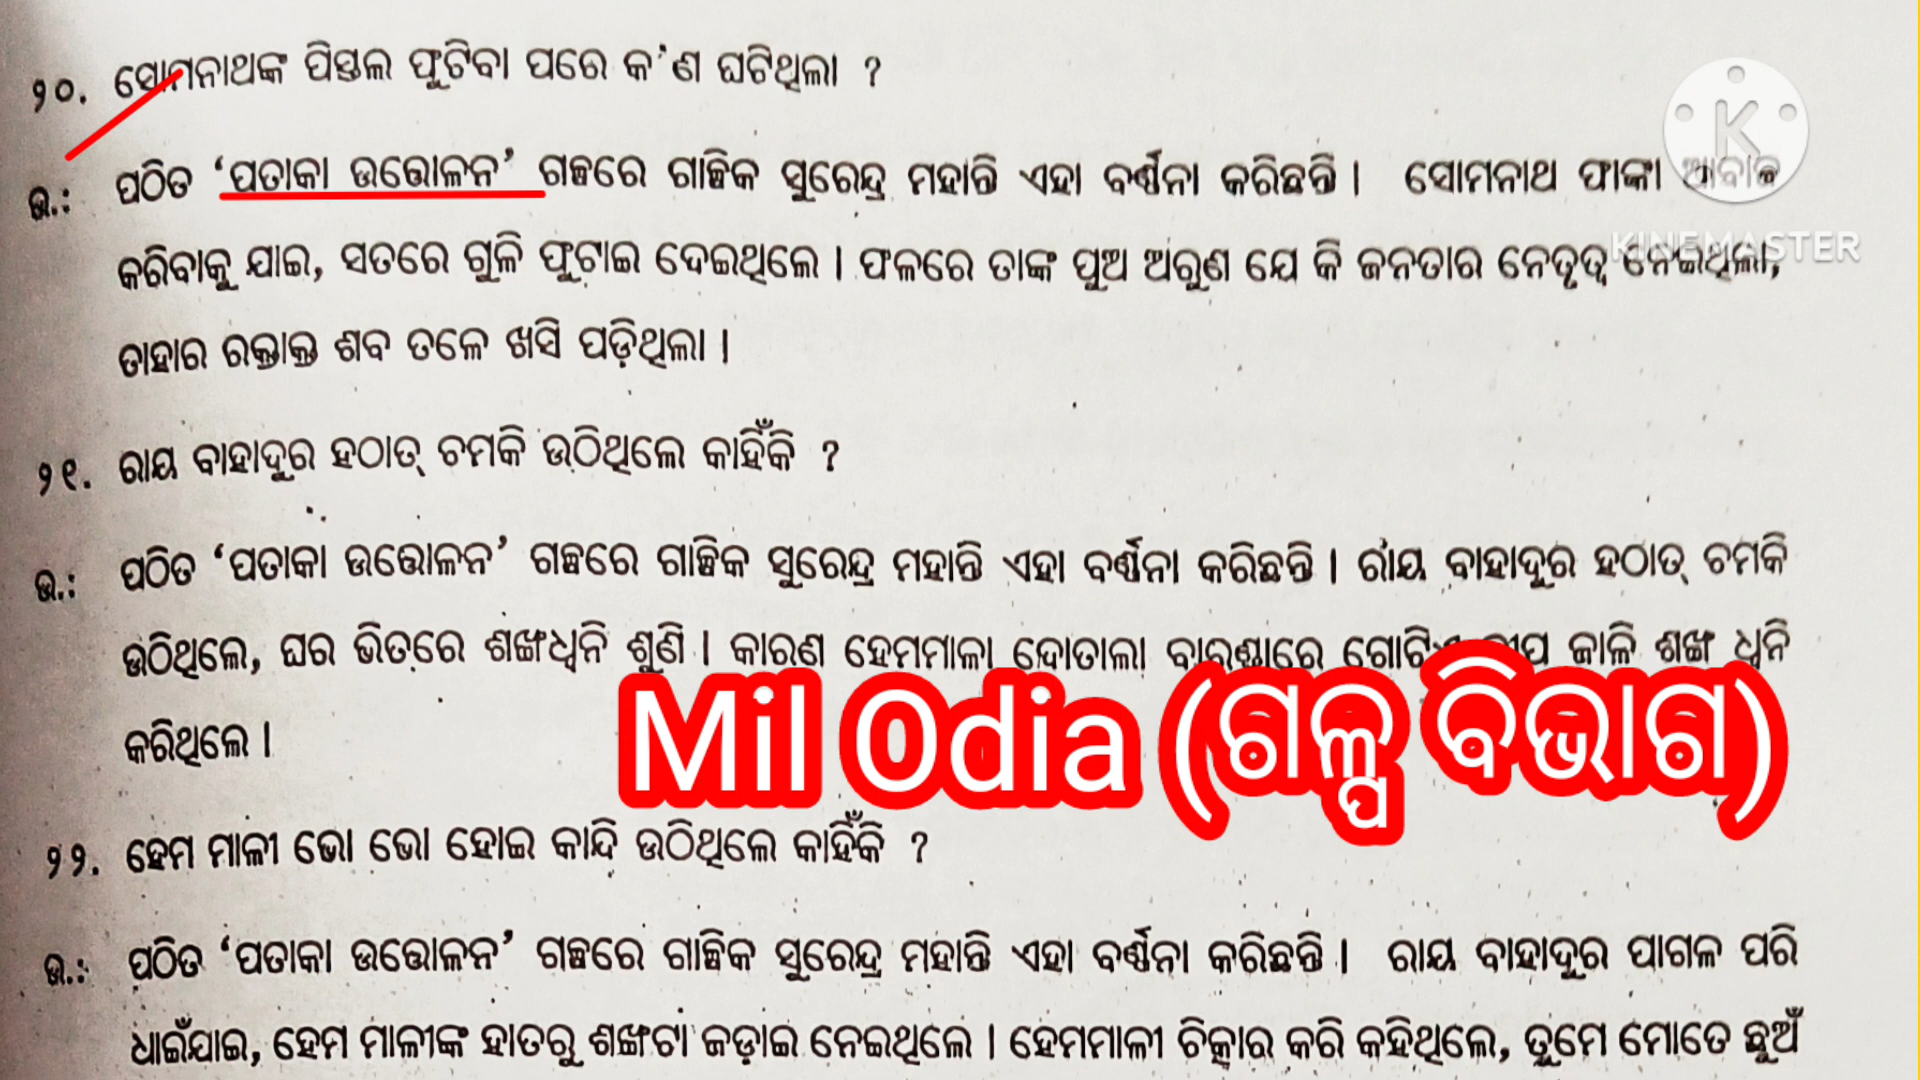 ୨୦. ସୋମନାଥଙ୍କ ପିସ୍ତଲ ଫୁଟିବା ପରେ କ'ଣ ଘଟିଥିଲା ?
ଉ.: ପଠିତ ‘ପତାକା ଉତ୍ତୋଳନ’ ଗଳ୍ପରେ ଗାଳ୍ପିକ ସୁରେନ୍ଦ୍ର ମହାନ୍ତି ଏହା ବର୍ଣ୍ଣନା କରିଛନ୍ତି । ସୋମନାଥ ଫାଙ୍କା ଆବାଜ
KINEMASTER
କରିବାକୁ ଯାଇ, ସତରେ ଗୁଳି ଫୁଟାଇ ଦେଇଥିଲେ । ଫଳରେ ତାଙ୍କ ପୁଅ ଅରୁଣ ଯେ କି ଜନତାର ନେତୃତ୍ୱ ନେଇଥିଲା,
ତାହାର ରକ୍ତାକ୍ତ ଶବ ତଳେ ଖସି ପଡ଼ିଥିଲା ।
୨୧. ରାୟ ବାହାଦୁର ହଠାତ୍ ଚମକି ଉଠିଥିଲେ କାହିଁକି ?
ଉ.: ପଠିତ ‘ପତାକା ଉତ୍ତୋଳନ’ ଗଳ୍ପରେ ଗାଳ୍ପିକ ସୁରେନ୍ଦ୍ର ମହାନ୍ତି ଏହା ବର୍ଣ୍ଣନା କରିଛନ୍ତି । ରାୟ ବାହାଦୁର ହଠାତ୍ ଚମକି
ଉଠିଥିଲେ, ଘର ଭିତରେ ଶଙ୍ଖଧ୍ୱନି ଶୁଣି । କାରଣ ହେମମାଳା ଦୋତାଲା ବାରଣ୍ଡାରେ ଜାଳି ଶଙ୍ଖ ଧ୍ୱନି
କରିଥିଲେ ।
Mil Odia (ଗଳ୍ପ ବିଭାଗ)
୨୨. ହେମ ମାଳୀ ଭୋ ଭୋ ହୋଇ କାନ୍ଦି ଉଠିଥିଲେ କାହିଁକି ?
ଉ.: ପଠିତ ‘ପତାକା ଉତ୍ତୋଳନ’ ଗଳ୍ପରେ ଗାଳ୍ପିକ ସୁରେନ୍ଦ୍ର ମହାନ୍ତି ଏହା ବର୍ଣ୍ଣନା କରିଛନ୍ତି । ରାୟ ବାହାଦୁର ପାଗଳ ପରି
ଧାଇଁଯାଇ, ହେମ ମାଳୀଙ୍କ ହାତରୁ ଶଙ୍ଖଟା ଜଡ଼ାଇ ନେଇଥିଲେ । ହେମମାଳୀ ଚିତ୍କାର କରି କହିଥିଲେ, ତୁମେ ମୋତେ ଛୁଅଁ